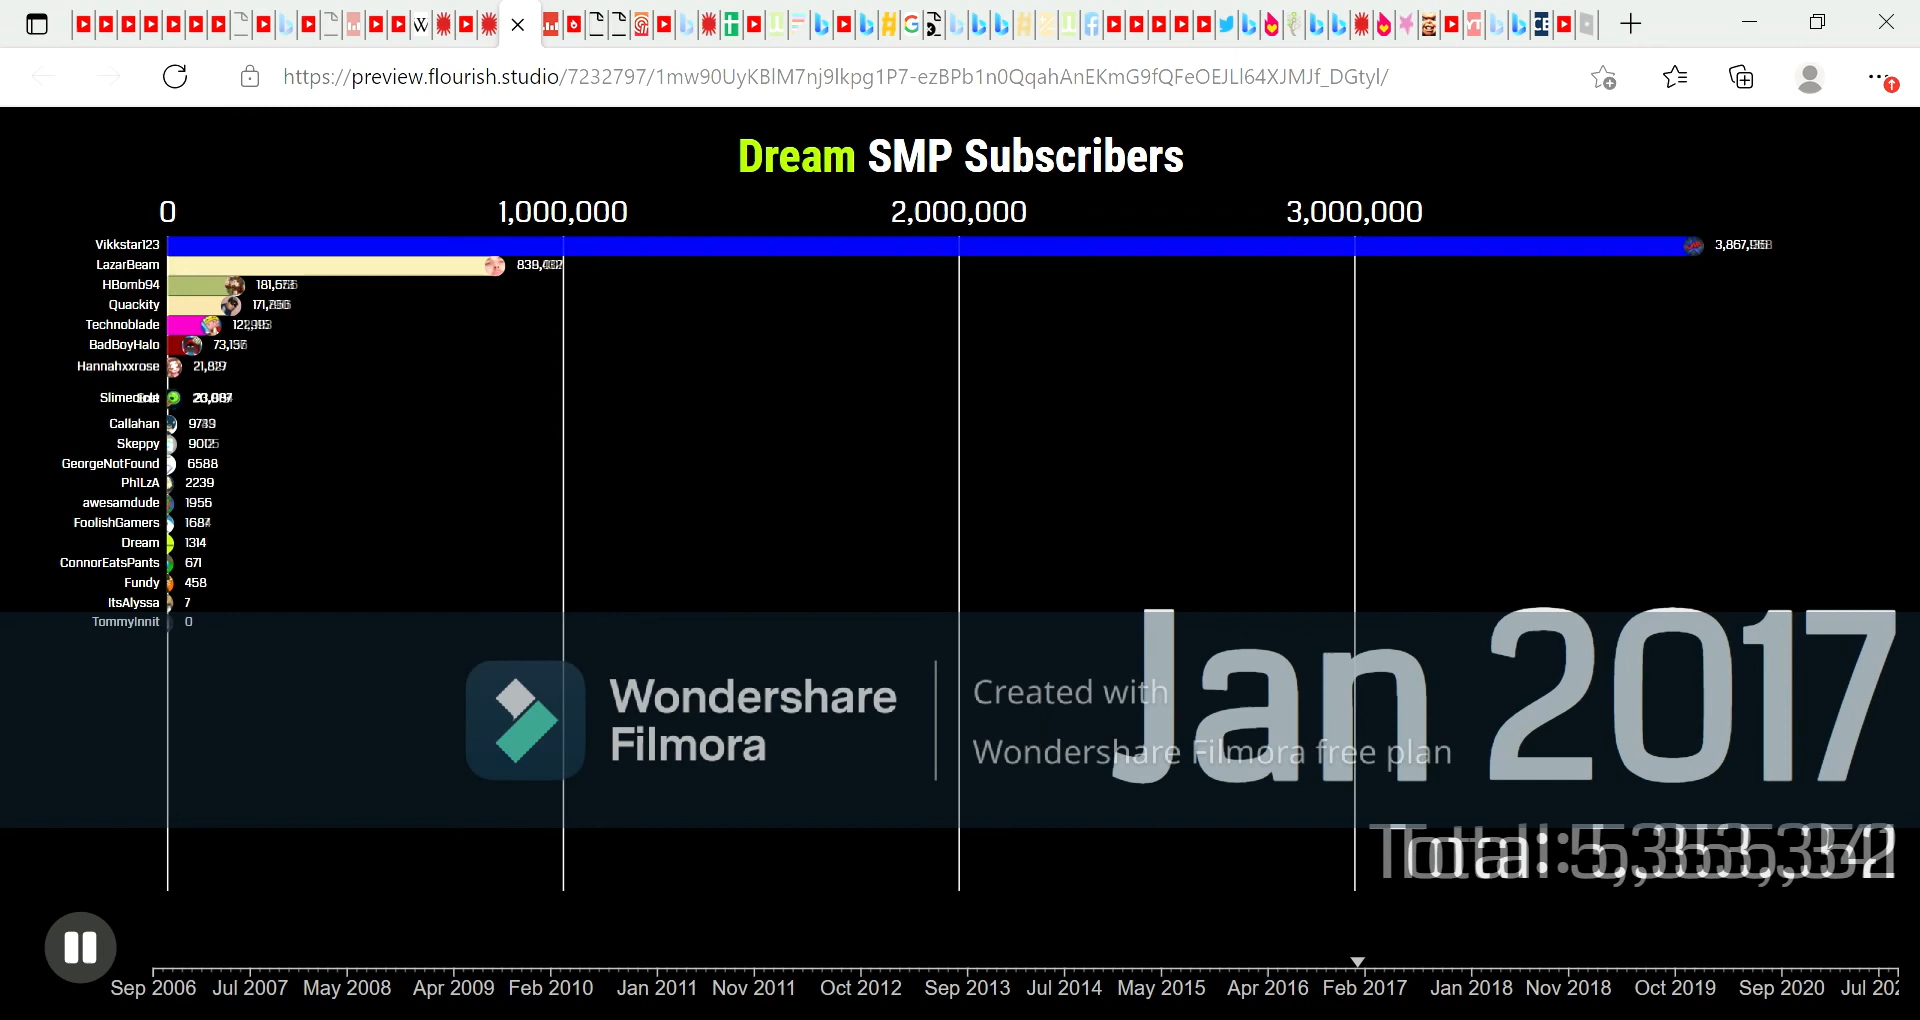 https://preview.flourish.studio/7232797/1mw90UyKBlM7nj9lkpg1P7-ezBPb1n0QqahAnEKmG9fQFeOEJLl64XJMJf_DGtyl/
Dream SMP Subscribers
0 1,000,000 2,000,000 3,000,000
Vikkstar123
LazarBeam
HBomb94
Quackity
Technoblade
BadBoyHalo
Hannahxxrose
Callahan
Skeppy
GeorgeNotFound 6588
Ph1LzA 2239
awesamdude 1956
FoolishGamers
Dream 1314
ConnorEatsPants 671
Fundy 458
ItsAlyssa 7
TommyInnit 0
Jan 2017
Wondershare
Filmora
Created with
Wondershare Filmora free plan
Total:
Sep 2006 Jul 2007 May 2008 Apr 2009 Feb 2010 Jan 2011 Nov 2011 Oct 2012 Sep 2013 Jul 2014 May 2015 Apr 2016 Feb 2017 Jan 2018 Nov 2018 Oct 2019 Sep 2020 Jul 202